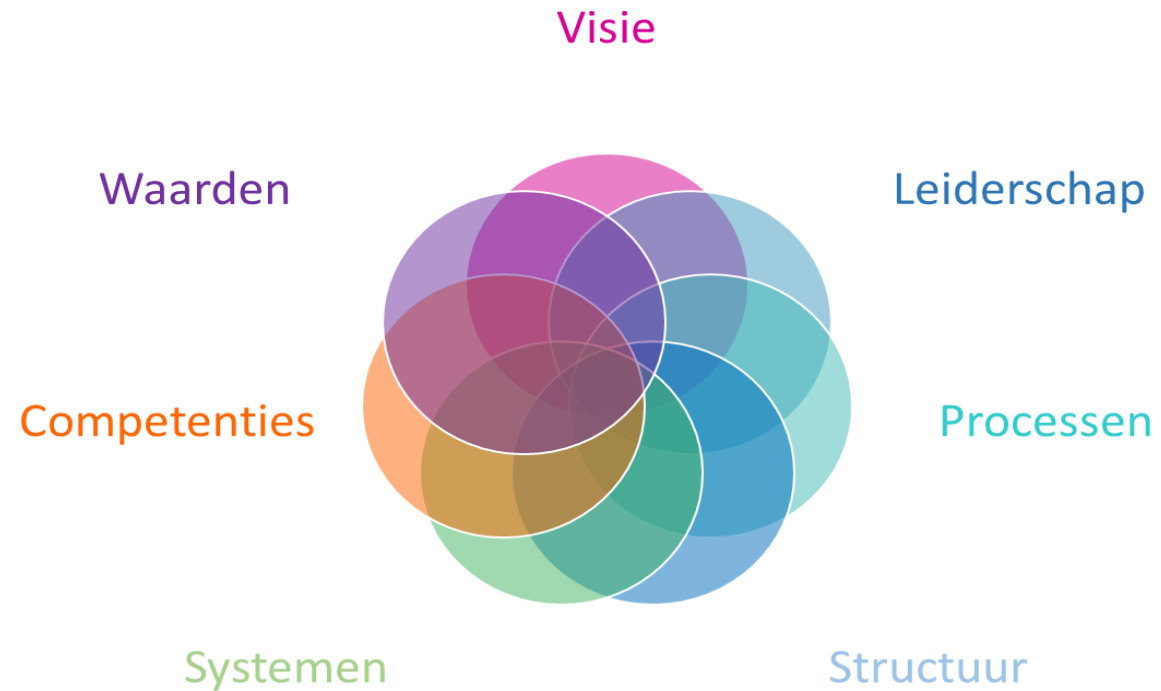 Visie
Waarden
Leiderschap
Competenties
Processen
Systemen
Structuur